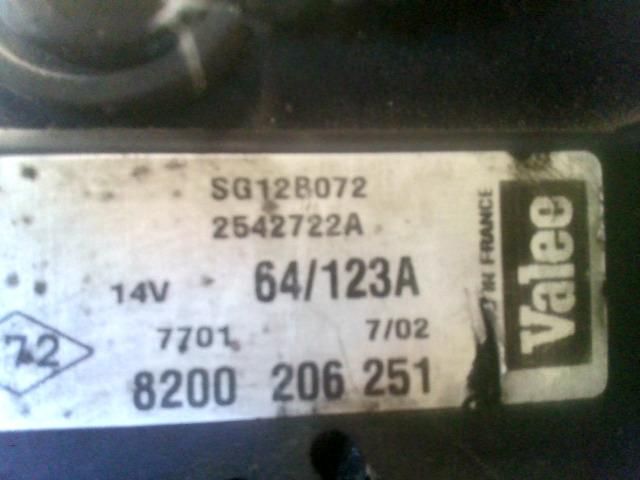 SG12B072
2542722A
14V 64/123A
7701 7/02
72
8200 206 251
IN FRANCE
Valeo